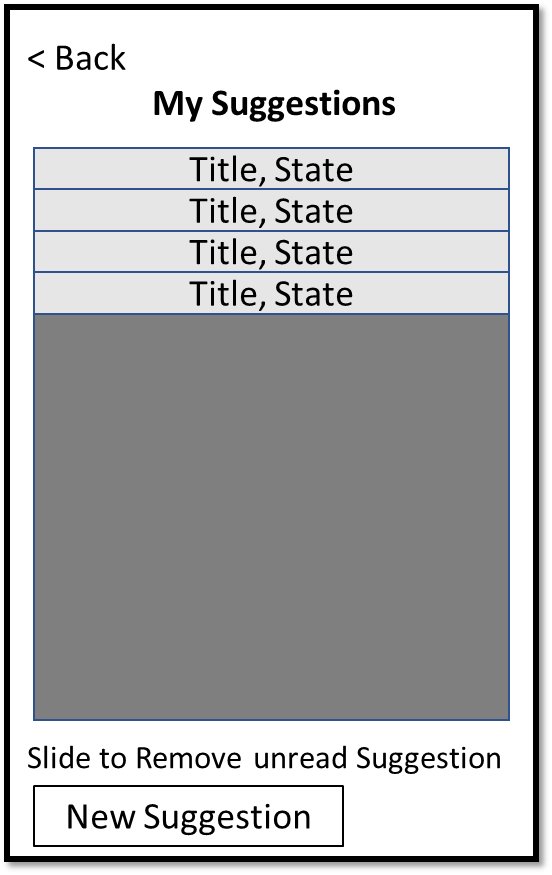 < Back
My Suggestions
Title, State
Title, State
Title, State
Title, State
Slide to Remove unread Suggestion
New Suggestion